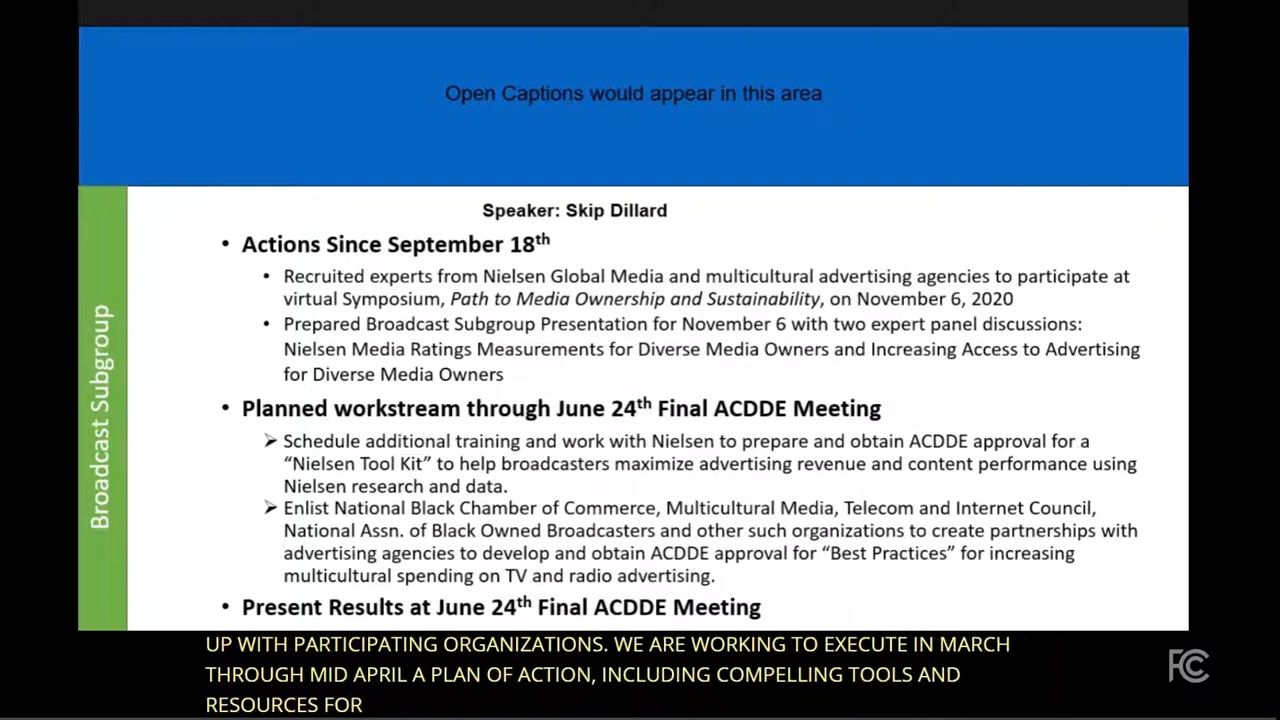 Open Captions would appear in this area
Speaker: Skip Dillard
Broadcast Subgroup
• Actions Since September 18th
• Recruited experts from Nielsen Global Media and multicultural advertising agencies to participate at
virtual Symposium, Path to Media Ownership and Sustainability, on November 6, 2020
• Prepared Broadcast Subgroup Presentation for November 6 with two expert panel discussions:
Nielsen Media Ratings Measurements for Diverse Media Owners and Increasing Access to Advertising
for Diverse Media Owners
• Planned workstream through June 24th Final ACDDE Meeting
➢ Schedule additional training and work with Nielsen to prepare and obtain ACDDE approval for a
“Nielsen Tool Kit” to help broadcasters maximize advertising revenue and content performance using
Nielsen research and data.
➢ Enlist National Black Chamber of Commerce, Multicultural Media, Telecom and Internet Council,
National Assn. of Black Owned Broadcasters and other such organizations to create partnerships with
advertising agencies to develop and obtain ACDDE approval for “Best Practices” for increasing
multicultural spending on TV and radio advertising.
• Present Results at June 24th Final ACDDE Meeting
UP WITH PARTICIPATING ORGANIZATIONS. WE ARE WORKING TO EXECUTE IN MARCH
THROUGH MID APRIL A PLAN OF ACTION, INCLUDING COMPELLING TOOLS AND
RESOURCES FOR
FCC